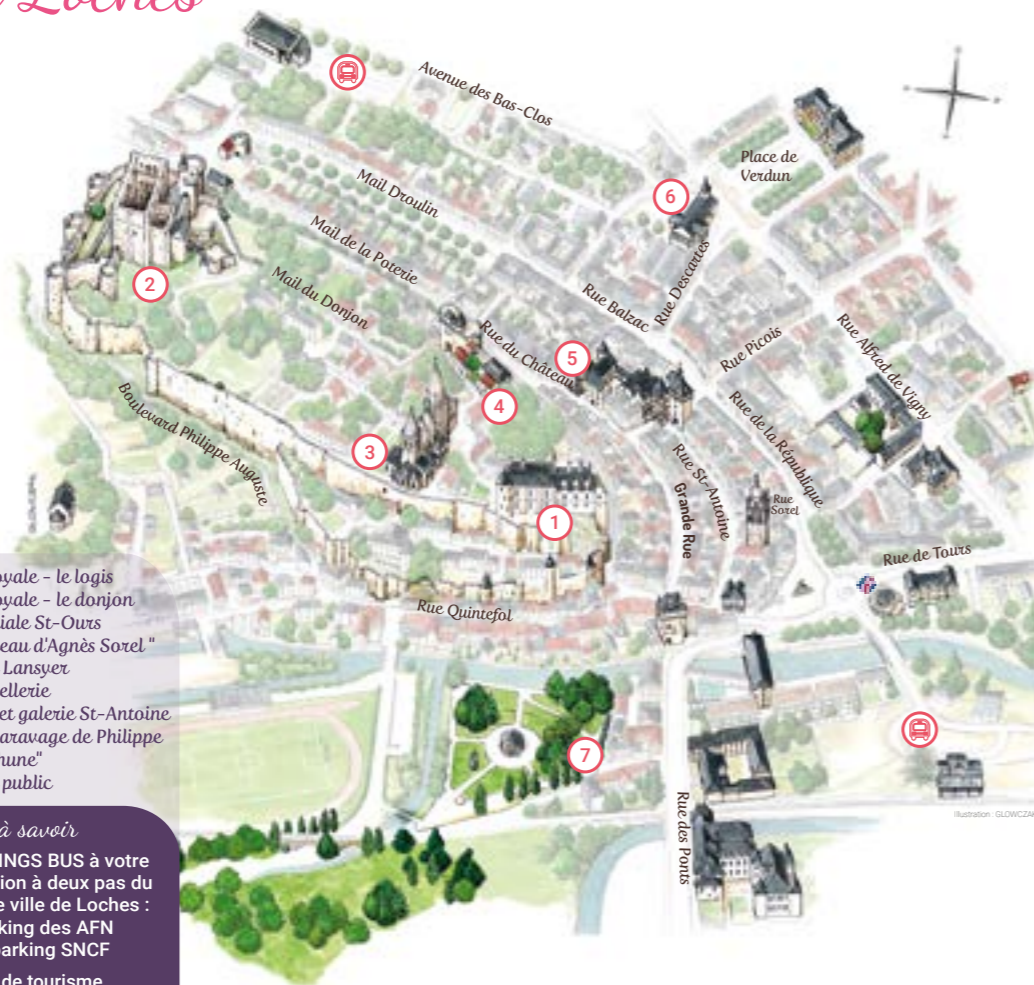 Loches
Avenue des Bas-Clos
Place de
Verdun
6
Mail Droulin
Mail de la Poterie
Mail du Donjon
2
Rue Balzac
Rue Descartes
Rue Picois
Rue Alfred de Vigny
Rue du Château
5
4
Boulevard Philippe Auguste
3
Rue de la République
Rue St-Antoine
Grande Rue
Rue
Sorel
1
Rue de Tours
Rue Quintefol
7
Rue des Ponts
Illustration : GLOWCZAK
oyale - le logis
oyale - le donjon
iale St-Ours
eau d'Agnès Sorel "
Lansyer
ellerie
et galerie St-Antoine
aravage de Philippe
hune"
public
à savoir
INGS BUS à votre
ion à deux pas du
e ville de Loches :
king des AFN
parking SNCF
de tourisme